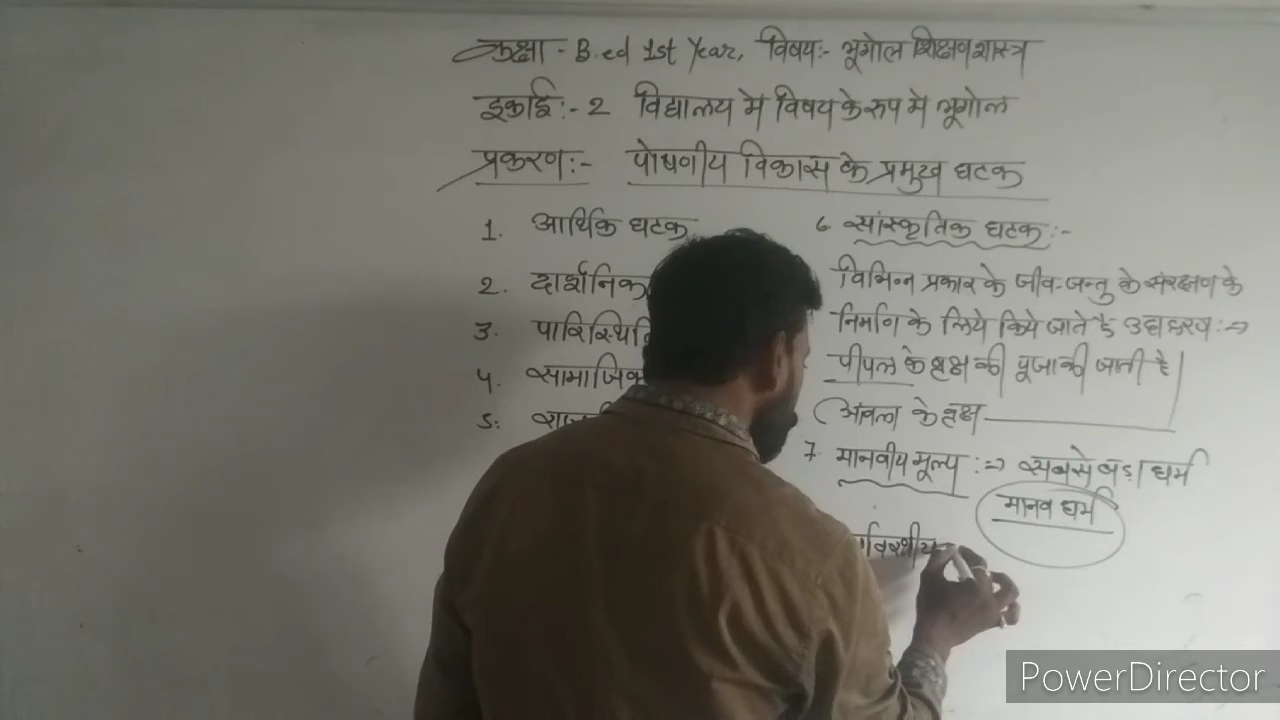 कक्षा - B.ed 1st Year, विषय:- भूगोल शिक्षण शास्त्र
इकाई:- 2 विद्यालय मे विषय के रुप मे भूगोल
प्रकरण:- पोषणीय विकास के प्रमुख घटक
1. आर्थिक घटक
2. दार्शनिक
3. पारिस्थिति
4. सामाजिक
5.
6 सांस्कृतिक घटक:-
विभिन्न प्रकार के जीव-जन्तु के संरक्षण के
निर्माण के लिये किये जाते है उदाहरण:⇒
पीपल के वृक्ष की पूजा की जाती है|
आंवला के वृक्ष
7. मानवीय मूल्य :⇒ सबसे बड़ा धर्म
मानव धर्म
PowerDirector